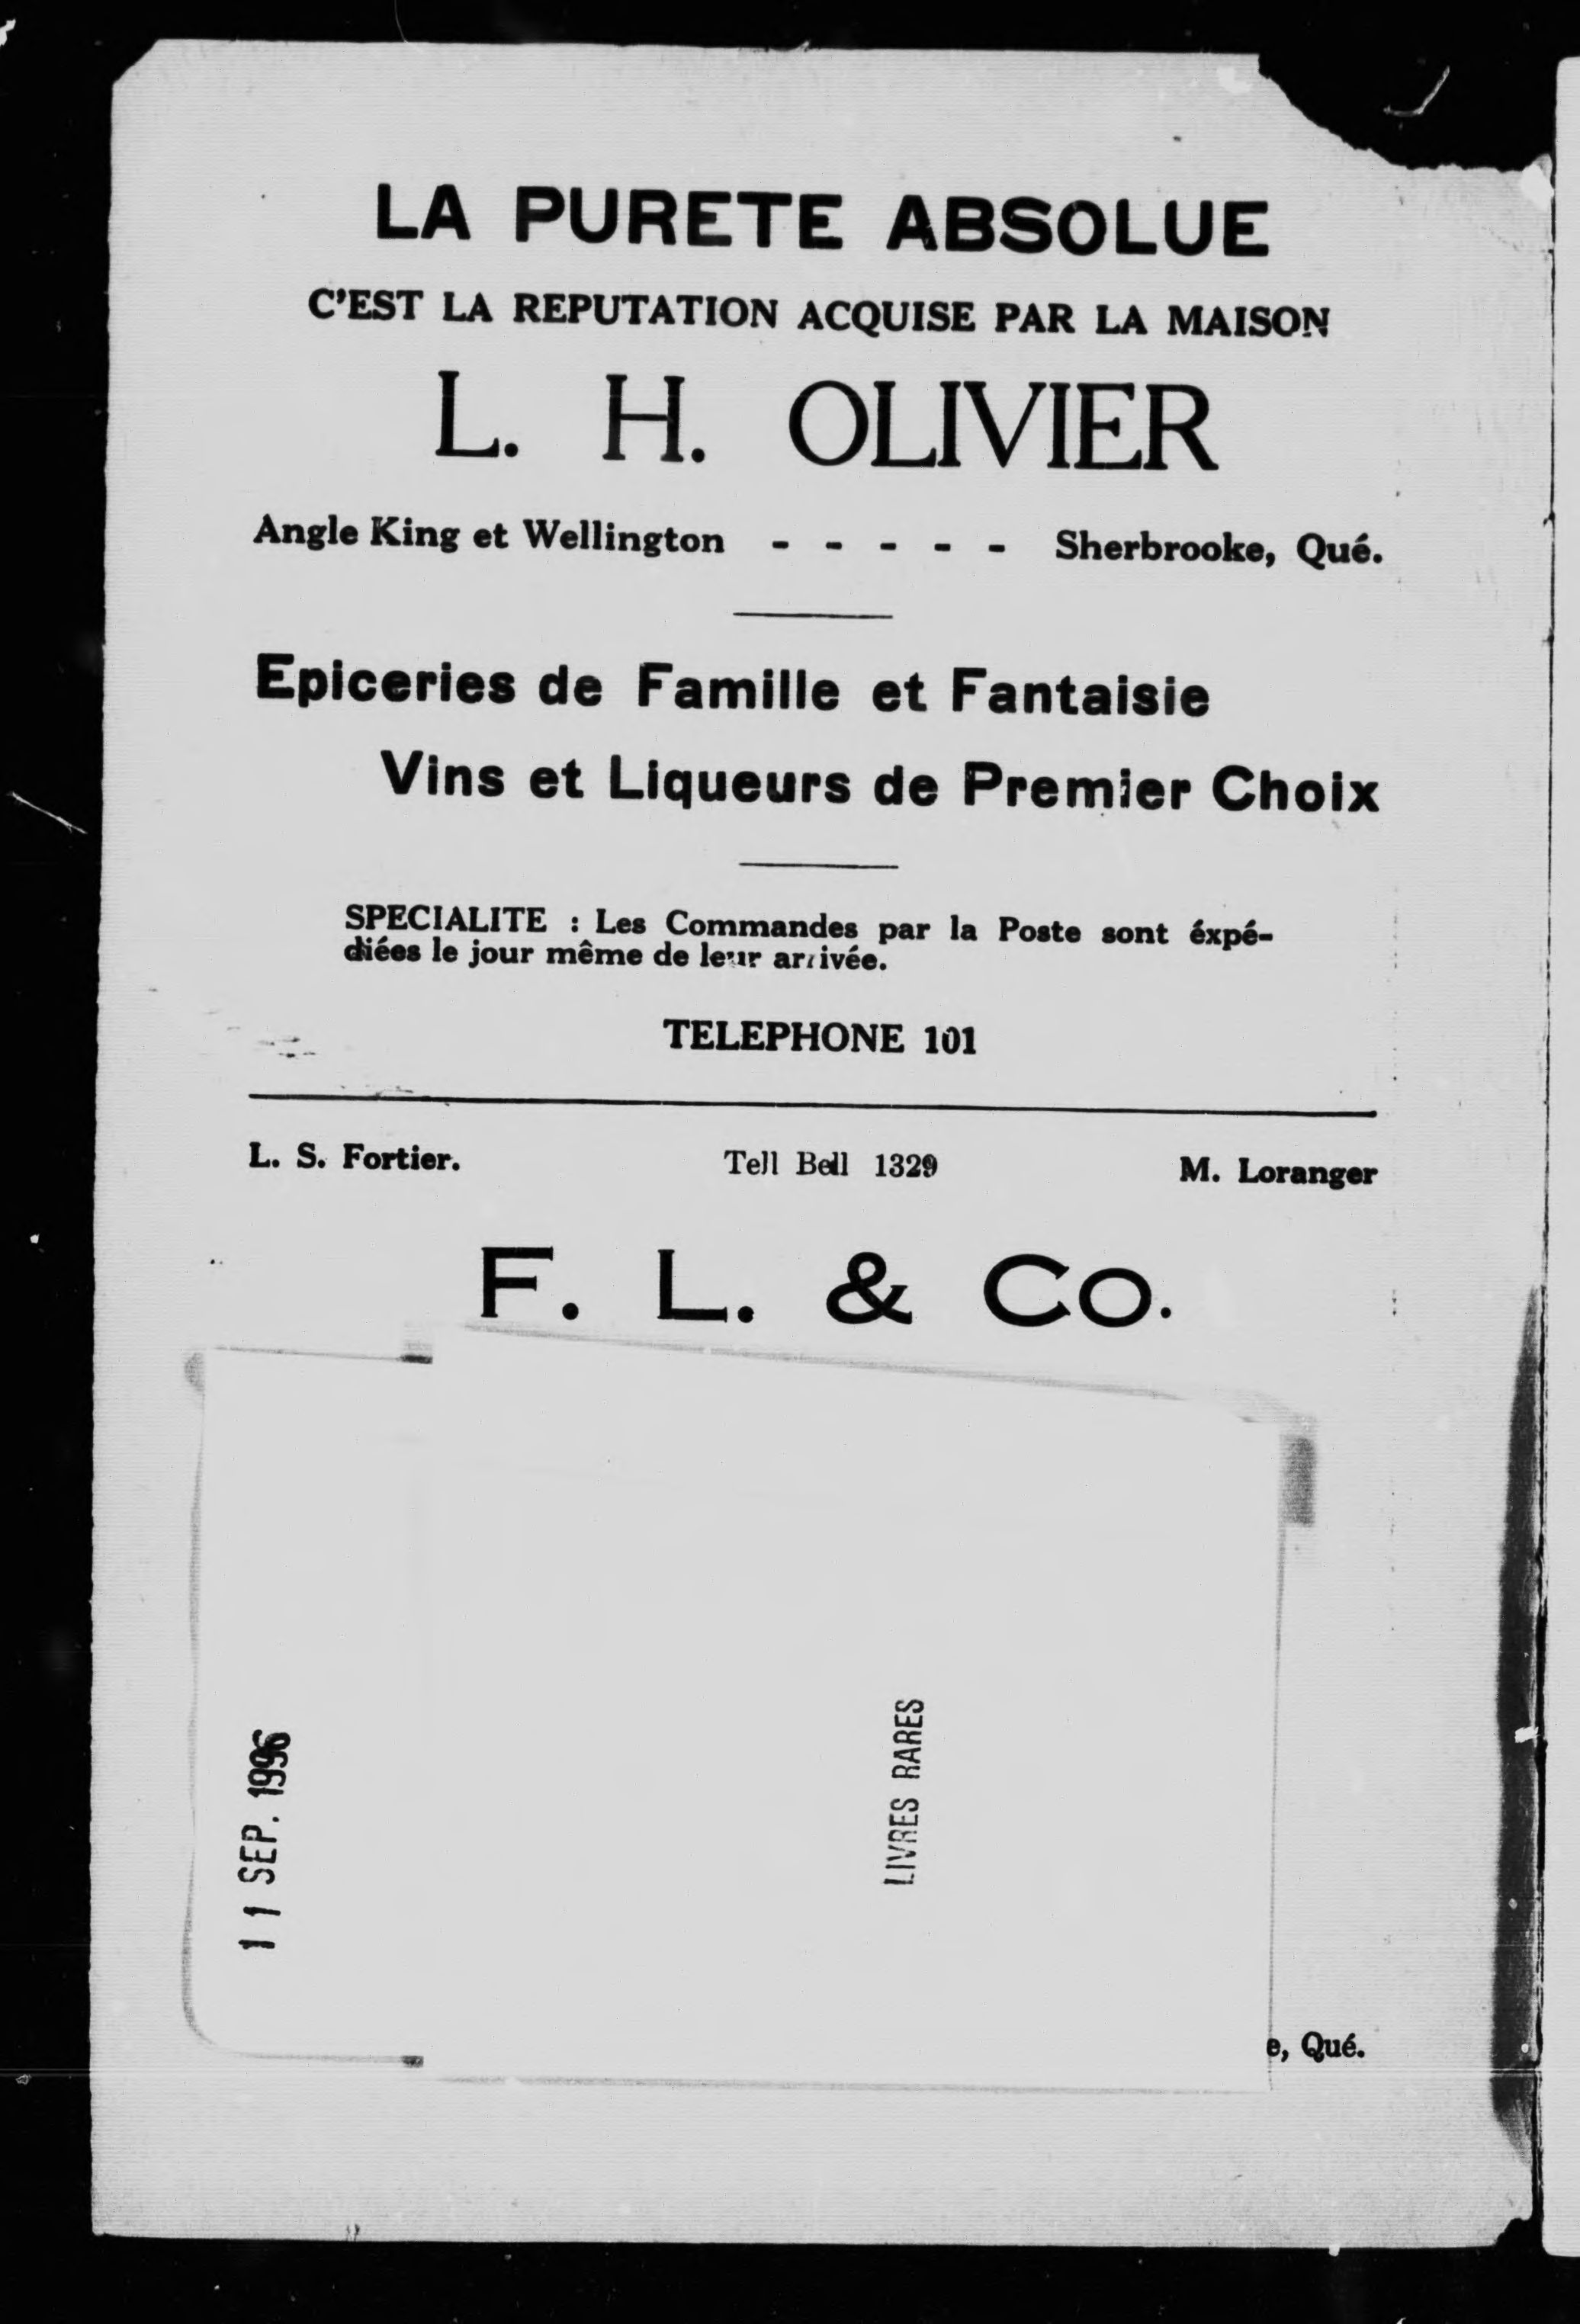 LA PURETE ABSOLUE
C'EST LA REPUTATION ACQUISE PAR LA MAISON
L. H. OLIVIER
Angle King et Wellington - - - - - Sherbrooke, Qué.
Epiceries de Famille et Fantaisie
Vins et Liqueurs de Premier Choix
SPECIALITE : Les Commandes par la Poste sont éxpé-
diées le jour même de leur arrivée.
TELEPHONE 101
L. S. Fortier. Tell Bell 1329 M. Loranger
F. L. & Co.
11 SEP. 1996
LIVRES RARES
e, Qué.